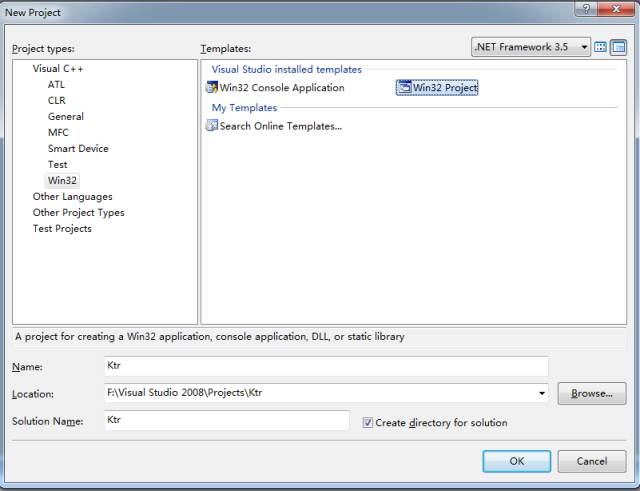 New Project
Project types:
Templates:
.NET Framework 3.5
Visual C++
ATL
CLR
General
MFC
Smart Device
Test
Win32
Other Languages
Other Project Types
Test Projects
Visual Studio installed templates
Win32 Console Application
Win32 Project
My Templates
Search Online Templates...
A project for creating a Win32 application, console application, DLL, or static library
Name:
Ktr
Location:
F:\Visual Studio 2008\Projects\Ktr
Browse...
Solution Name:
Ktr
Create directory for solution
OK
Cancel